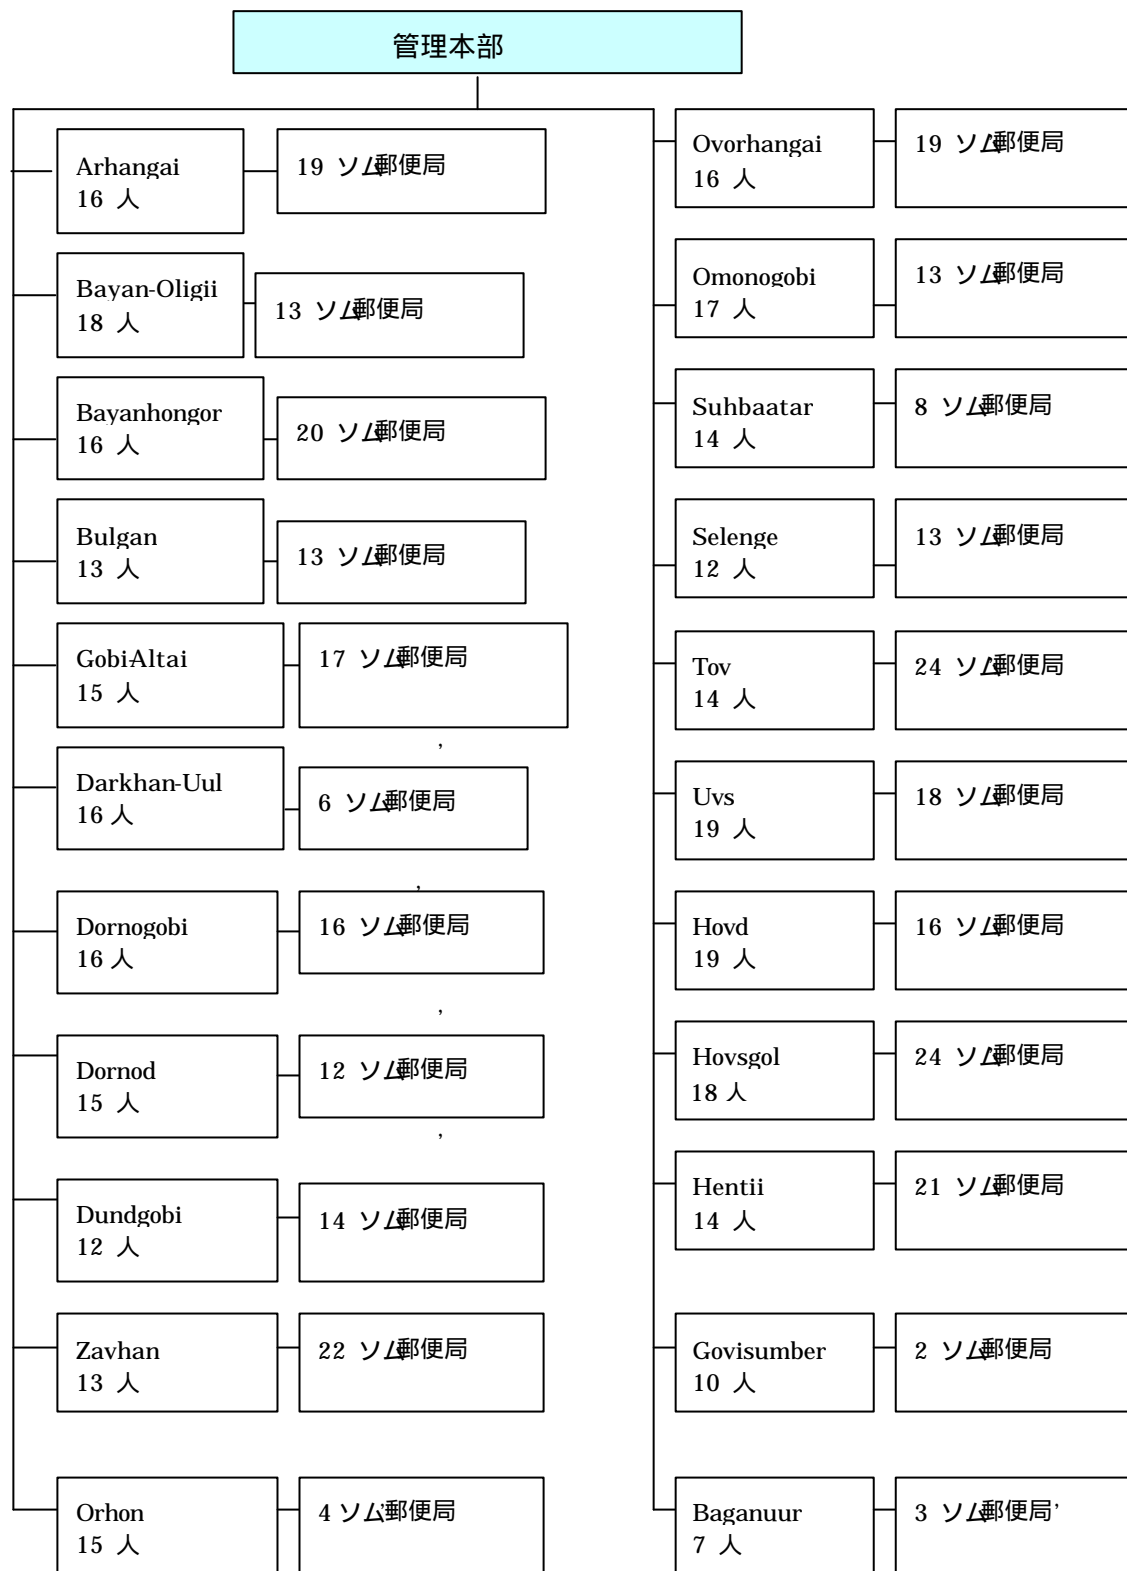 管理本部
Arhangai
16 人
19 ソム郵便局
Bayan-Oligii
18 人
13 ソム郵便局
Bayanhongor
16 人
20 ソム郵便局
Bulgan
13 人
13 ソム郵便局
Gobi-Altai
15 人
17 ソム郵便局
,
Darkhan-Uul
16 人
6 ソム郵便局
,
Dornogobi
16 人
16 ソム郵便局
,
Dornod
15 人
12 ソム郵便局
,
Dundgobi
12 人
14 ソム郵便局
Zavhan
13 人
22 ソム郵便局
Orhon
15 人
4 ソム郵便局
Ovorhangai
16 人
19 ソム郵便局
Omonogobi
17 人
13 ソム郵便局
Suhbaatar
14 人
8 ソム郵便局
Selenge
12 人
13 ソム郵便局
Tov
14 人
24 ソム郵便局
Uvs
19 人
18 ソム郵便局
Hovd
19 人
16 ソム郵便局
Hovsgol
18 人
24 ソム郵便局
Hentii
14 人
21 ソム郵便局
Govisumber
10 人
2 ソム郵便局
Baganuur
7 人
3 ソム郵便局,